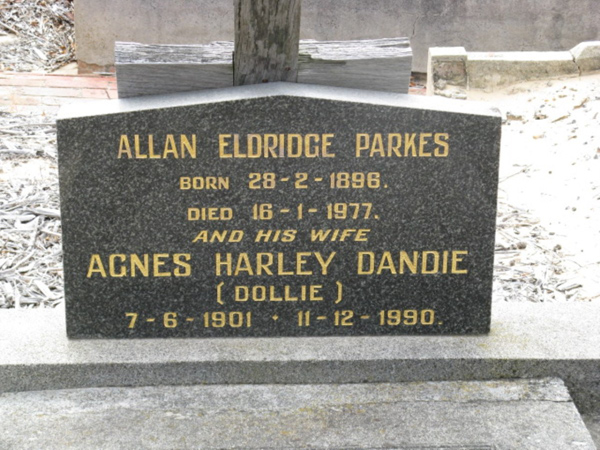 ALLAN ELDRIDGE PARKES
BORN 28-2-1896.
DIED 16-1-1977.
AND HIS WIFE
AGNES HARLEY DANDIE
( DOLLIE )
7-6-1901 • 11-12-1990.